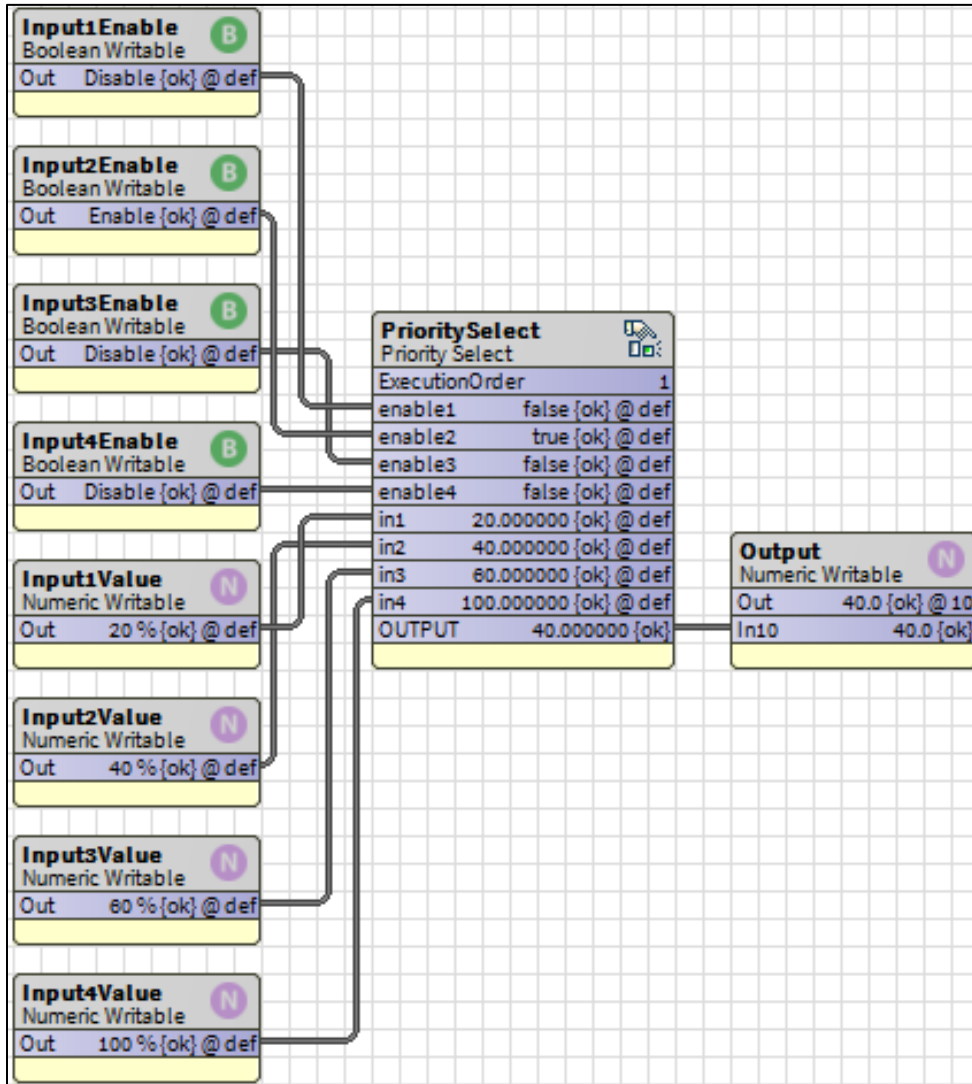 Input1Enable B
Boolean Writable
Out Disable {ok} @ def
Input2Enable B
Boolean Writable
Out Enable {ok} @ def
Input3Enable B
Boolean Writable
Out Disable {ok} @ def
Input4Enable B
Boolean Writable
Out Disable {ok} @ def
Input1Value N
Numeric Writable
Out 20 % {ok} @ def
Input2Value N
Numeric Writable
Out 40 % {ok} @ def
Input3Value N
Numeric Writable
Out 60 % {ok} @ def
Input4Value N
Numeric Writable
Out 100 % {ok} @ def
PrioritySelect
Priority Select
ExecutionOrder 1
enable1 false {ok} @ def
enable2 true {ok} @ def
enable3 false {ok} @ def
enable4 false {ok} @ def
in1 20.000000 {ok} @ def
in2 40.000000 {ok} @ def
in3 60.000000 {ok} @ def
in4 100.000000 {ok} @ def
OUTPUT 40.000000 {ok}
Output N
Numeric Writable
Out 40.0 {ok} @ 10
In10 40.0 {ok}